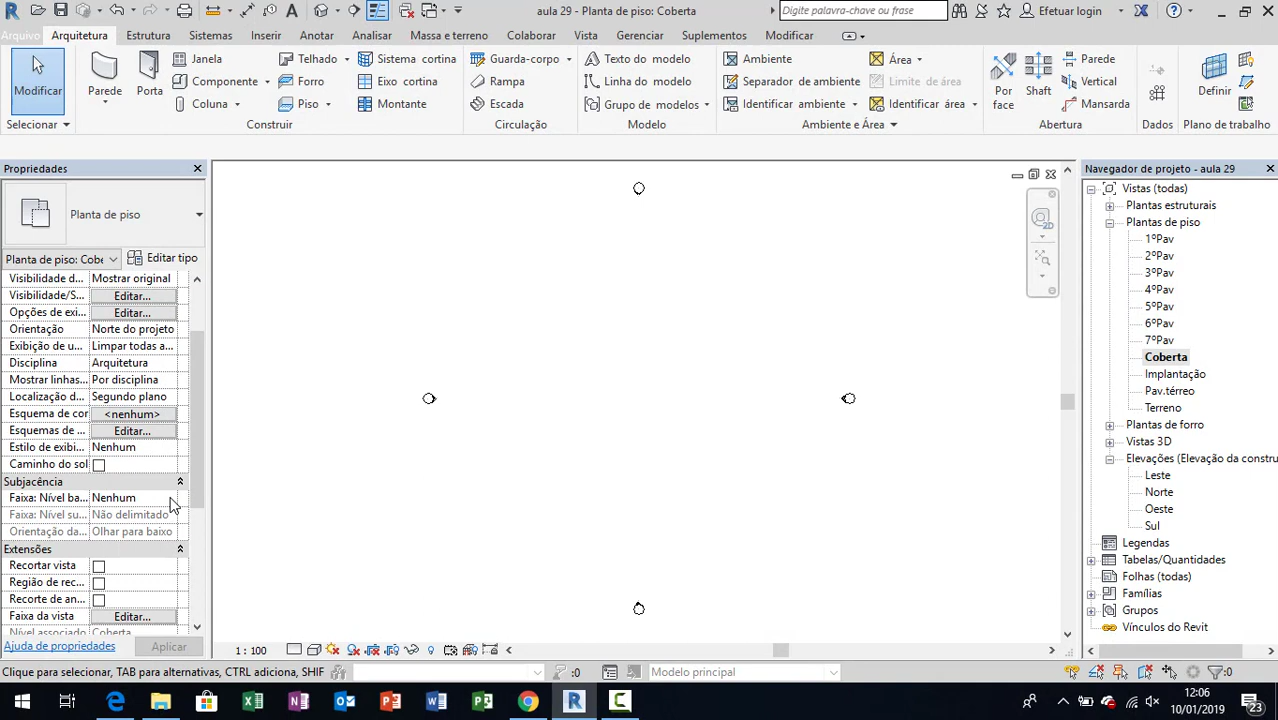 aula 29 - Planta de piso: Coberta
Digite palavra-chave ou frase
Efetuar login
Arquivo Arquitetura Estrutura Sistemas Inserir Anotar Analisar Massa e terreno Colaborar Vista Gerenciar Suplementos Modificar
Modificar
Parede
Porta
Janela
Componente
Coluna
Telhado
Forro
Piso
Sistema cortina
Eixo cortina
Montante
Guarda-corpo
Rampa
Escada
Texto do modelo
Linha do modelo
Grupo de modelos
Ambiente
Separador de ambiente
Identificar ambiente
Área
Limite de área
Identificar área
Por face
Shaft
Parede
Vertical
Mansarda
Definir
Selecionar Construir Circulação Modelo Ambiente e Área Abertura Dados Plano de trabalho
Propriedades
Planta de piso
Planta de piso: Cobe Editar tipo
Visibilidade d... Mostrar original
Visibilidade/S... Editar...
Opções de exi... Editar...
Orientação Norte do projeto
Exibição de u... Limpar todas a...
Disciplina Arquitetura
Mostrar linhas... Por disciplina
Localização d... Segundo plano
Esquema de cor <nenhum>
Esquemas de ... Editar...
Estilo de exibi... Nenhum
Caminho do sol
Subjacência
Faixa: Nível ba... Nenhum
Faixa: Nível su... Não delimitado
Orientação da... Olhar para baixo
Extensões
Recortar vista
Região de rec...
Recorte de an...
Faixa da vista Editar...
Nível associado Coberta
Ajuda de propriedades Aplicar
2D
Navegador de projeto - aula 29
Vistas (todas)
Plantas estruturais
Plantas de piso
1ºPav
2ºPav
3ºPav
4ºPav
5ºPav
6ºPav
7ºPav
Coberta
Implantação
Pav.térreo
Terreno
Plantas de forro
Vistas 3D
Elevações (Elevação da constru
Leste
Norte
Oeste
Sul
Legendas
Tabelas/Quantidades
Folhas (todas)
Famílias
Grupos
Vínculos do Revit
1 : 100
Clique para selecionar, TAB para alternativas, CTRL adiciona, SHIF
:0 Modelo principal :0
12:06
10/01/2019
23